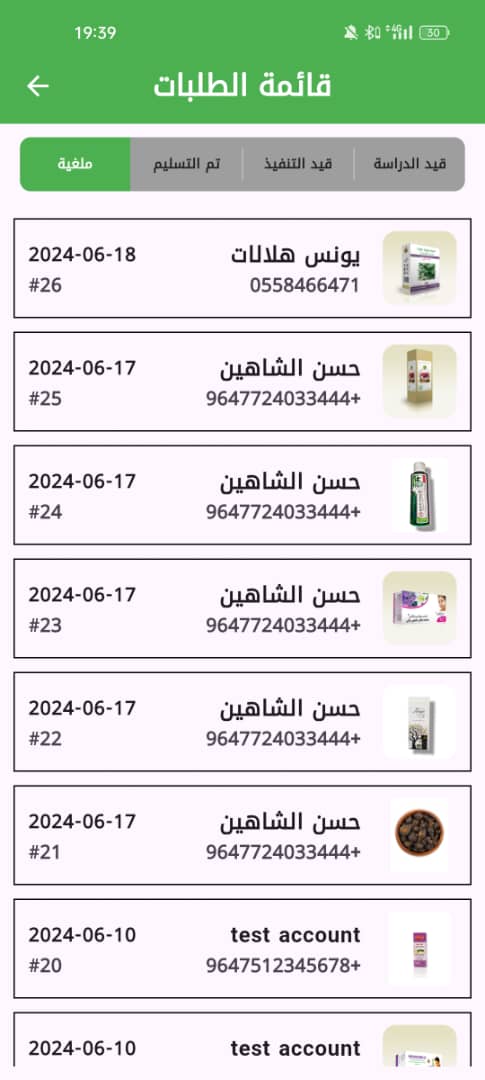 19:39
4G
30
قائمة الطلبات
قيد الدراسة
قيد التنفيذ
تم التسليم
ملغية
يونس هلالات
2024-06-18
0558466471
#26
حسن الشاهين
2024-06-17
9647724033444+
#25
حسن الشاهين
2024-06-17
9647724033444+
#24
حسن الشاهين
2024-06-17
9647724033444+
#23
حسن الشاهين
2024-06-17
9647724033444+
#22
حسن الشاهين
2024-06-17
9647724033444+
#21
test account
2024-06-10
9647512345678+
#20
test account
2024-06-10